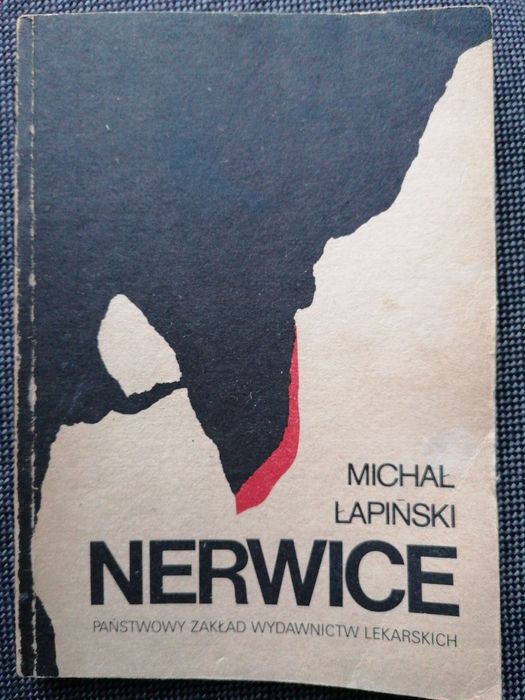 MICHAŁ
ŁAPIŃSKI
NERWICE
PAŃSTWOWY ZAKŁAD WYDAWNICTW LEKARSKICH